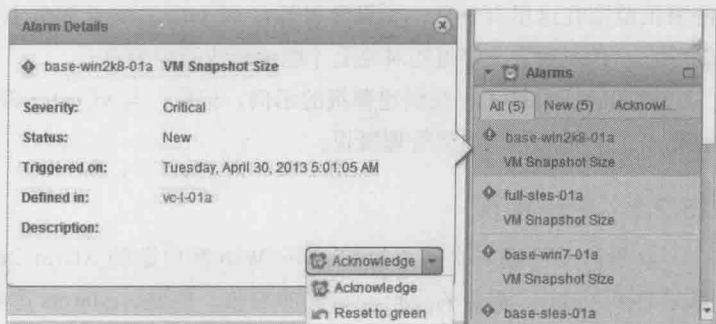 Alarm Details
base-win2k8-01a VM Snapshot Size
Severity: Critical
Status: New
Triggered on: Tuesday, April 30, 2013 5:01:05 AM
Defined in: vc-l-01a
Description:
Acknowledge
Acknowledge
Reset to green
Alarms
All (5) New (5) Acknowl...
base-win2k8-01a
VM Snapshot Size
full-sles-01a
VM Snapshot Size
base-win7-01a
VM Snapshot Size
base-sles-01a